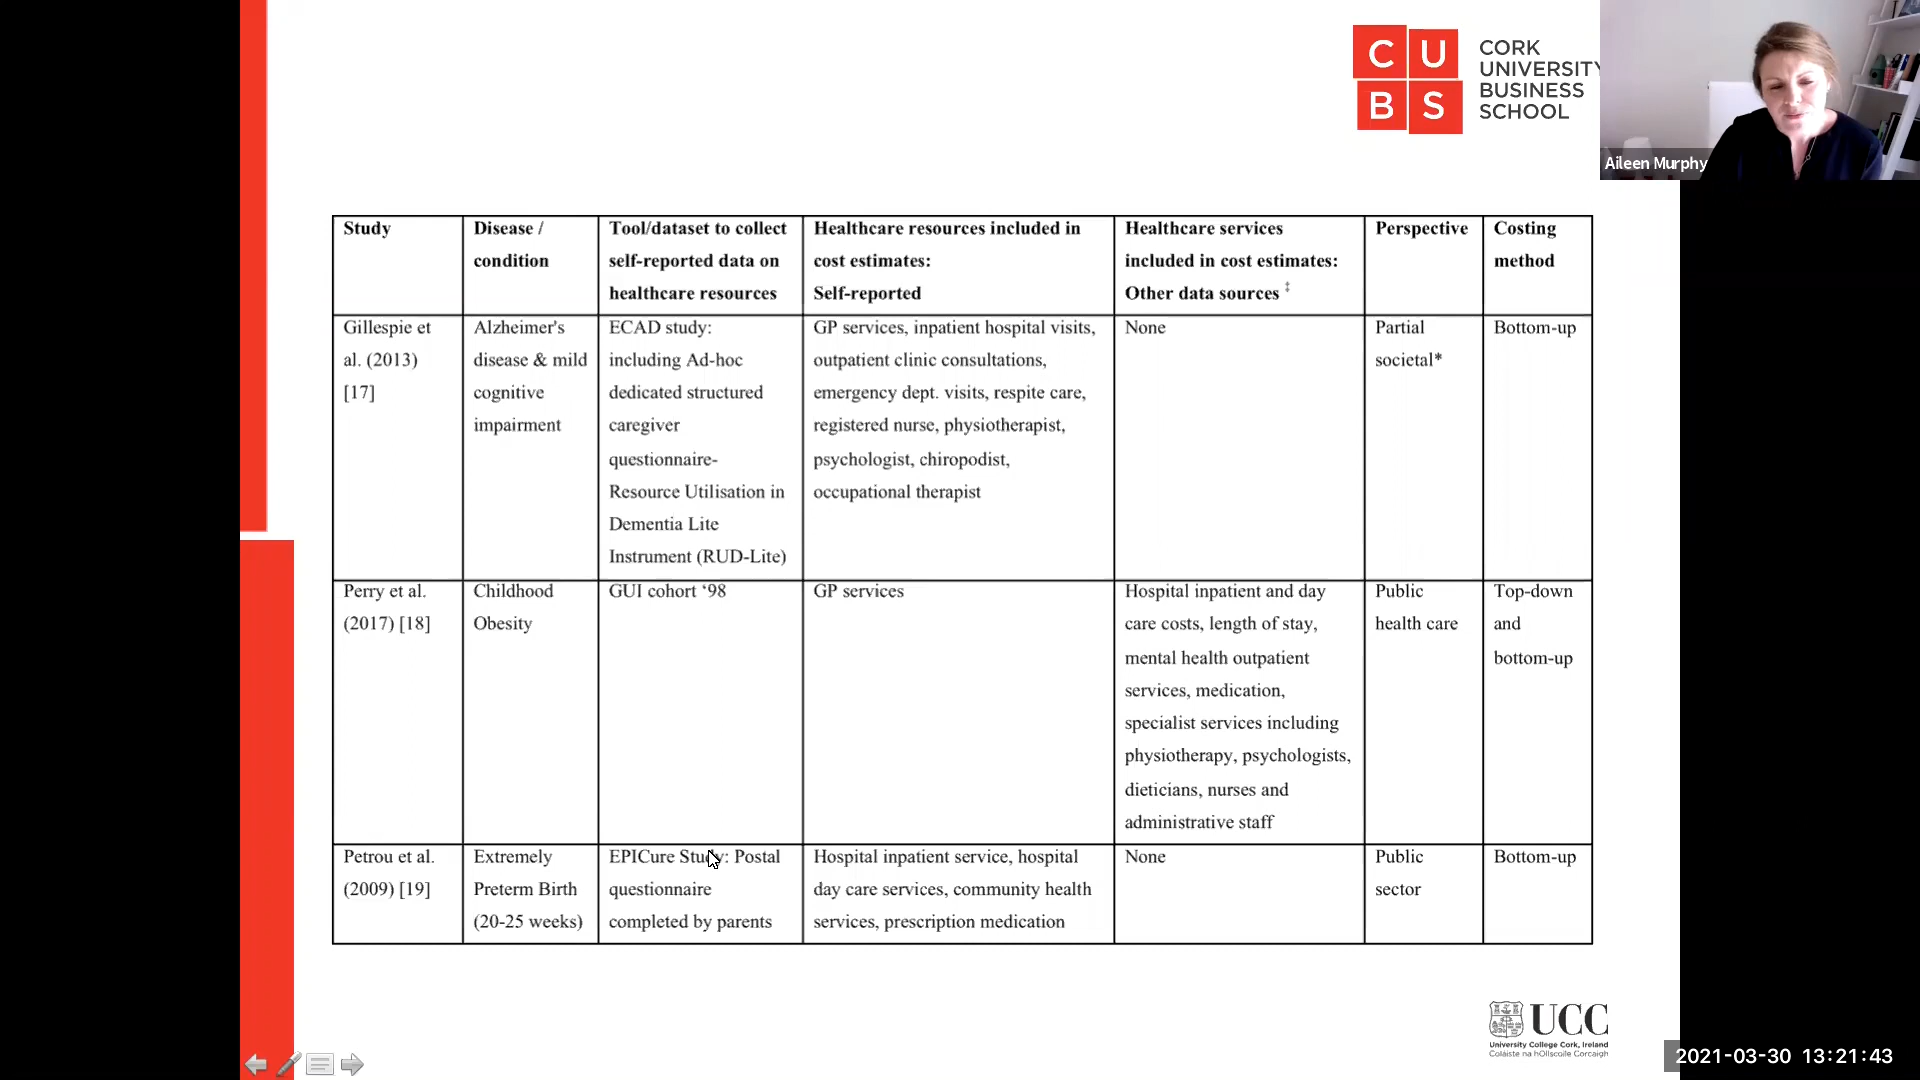 C U
B S
CORK
UNIVERSITY
BUSINESS
SCHOOL
Aileen Murphy
Study
Disease /
condition
Tool/dataset to collect
self-reported data on
healthcare resources
Healthcare resources included in
cost estimates:
Self-reported
Healthcare services
included in cost estimates:
Other data sources ‡
Perspective
Costing
method
Gillespie et
al. (2013)
[17]
Alzheimer's
disease & mild
cognitive
impairment
ECAD study:
including Ad-hoc
dedicated structured
caregiver
questionnaire-
Resource Utilisation in
Dementia Lite
Instrument (RUD-Lite)
GP services, inpatient hospital visits,
outpatient clinic consultations,
emergency dept. visits, respite care,
registered nurse, physiotherapist,
psychologist, chiropodist,
occupational therapist
None
Partial
societal*
Bottom-up
Perry et al.
(2017) [18]
Childhood
Obesity
GUI cohort ‘98
GP services
Hospital inpatient and day
care costs, length of stay,
mental health outpatient
services, medication,
specialist services including
physiotherapy, psychologists,
dieticians, nurses and
administrative staff
Public
health care
Top-down
and
bottom-up
Petrou et al.
(2009) [19]
Extremely
Preterm Birth
(20-25 weeks)
EPICure Study: Postal
questionnaire
completed by parents
Hospital inpatient service, hospital
day care services, community health
services, prescription medication
None
Public
sector
Bottom-up
UCC
University College Cork, Ireland
Coláiste na hOllscoile Corcaigh
2021-03-30 13:21:43